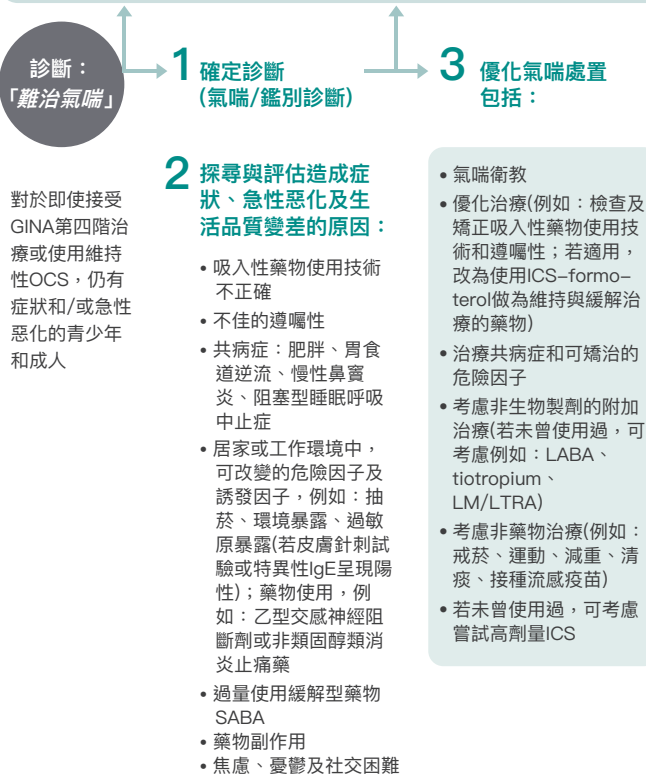 診斷：
「難治氣喘」
對於即使接受
GINA第四階治
療或使用維持
性OCS，仍有
症狀和/或急性
惡化的青少年
和成人
1 確定診斷
(氣喘/鑑別診斷)
2 探尋與評估造成症
狀、急性惡化及生
活品質變差的原因：
• 吸入性藥物使用技術
不正確
• 不佳的遵囑性
• 共病症：肥胖、胃食
道逆流、慢性鼻竇
炎、阻塞型睡眠呼吸
中止症
• 居家或工作環境中，
可改變的危險因子及
誘發因子，例如：抽
菸、環境暴露、過敏
原暴露(若皮膚針刺試
驗或特異性IgE呈現陽
性)；藥物使用，例
如：乙型交感神經阻
斷劑或非類固醇類消
炎止痛藥
• 過量使用緩解型藥物
SABA
• 藥物副作用
• 焦慮、憂鬱及社交困難
3 優化氣喘處置
包括：
• 氣喘衛教
• 優化治療(例如：檢查及
矯正吸入性藥物使用技
術和遵囑性；若適用，
改為使用ICS–formo–
terol做為維持與緩解治
療的藥物)
• 治療共病症和可矯治的
危險因子
• 考慮非生物製劑的附加
治療(若未曾使用過，可
考慮例如：LABA、
tiotropium、
LM/LTRA)
• 考慮非藥物治療(例如：
戒菸、運動、減重、清
痰、接種流感疫苗)
• 若未曾使用過，可考慮
嘗試高劑量ICS